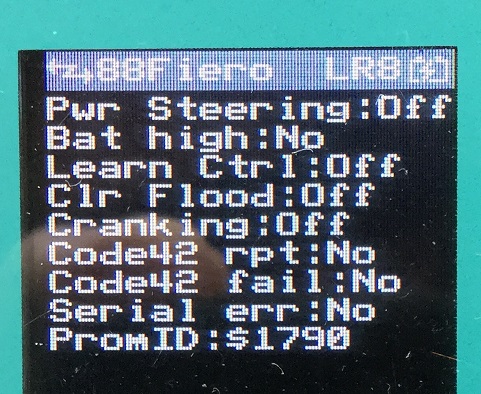 488Fiero LR8
Pwr Steering:Off
Bat high:No
Learn Ctrl:Off
Clr Flood:Off
Cranking:Off
Code42 rpt:No
Code42 fail:No
Serial err:No
PromID:$1790